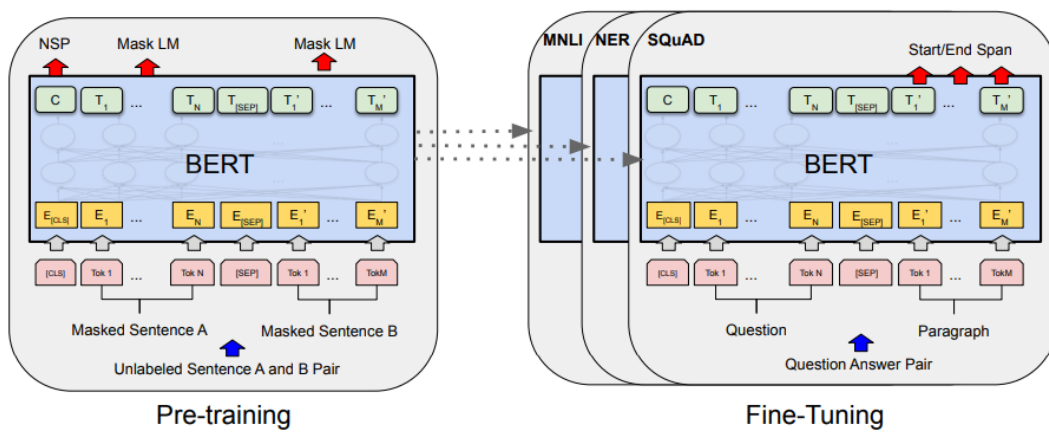 NSP Mask LM Mask LM
C T1 ... TN T[SEP] T1' ... TM'
BERT
E[CLS] E1 ... EN E[SEP] E1' ... EM'
[CLS] Tok 1 ... Tok N [SEP] Tok 1 ... TokM
Masked Sentence A Masked Sentence B
Unlabeled Sentence A and B Pair
Pre-training
MNLI NER SQuAD
Start/End Span
C T1 ... TN T[SEP] T1' ... TM'
BERT
E[CLS] E1 ... EN E[SEP] E1' ... EM'
[CLS] Tok 1 ... Tok N [SEP] Tok 1 ... TokM
Question Paragraph
Question Answer Pair
Fine-Tuning